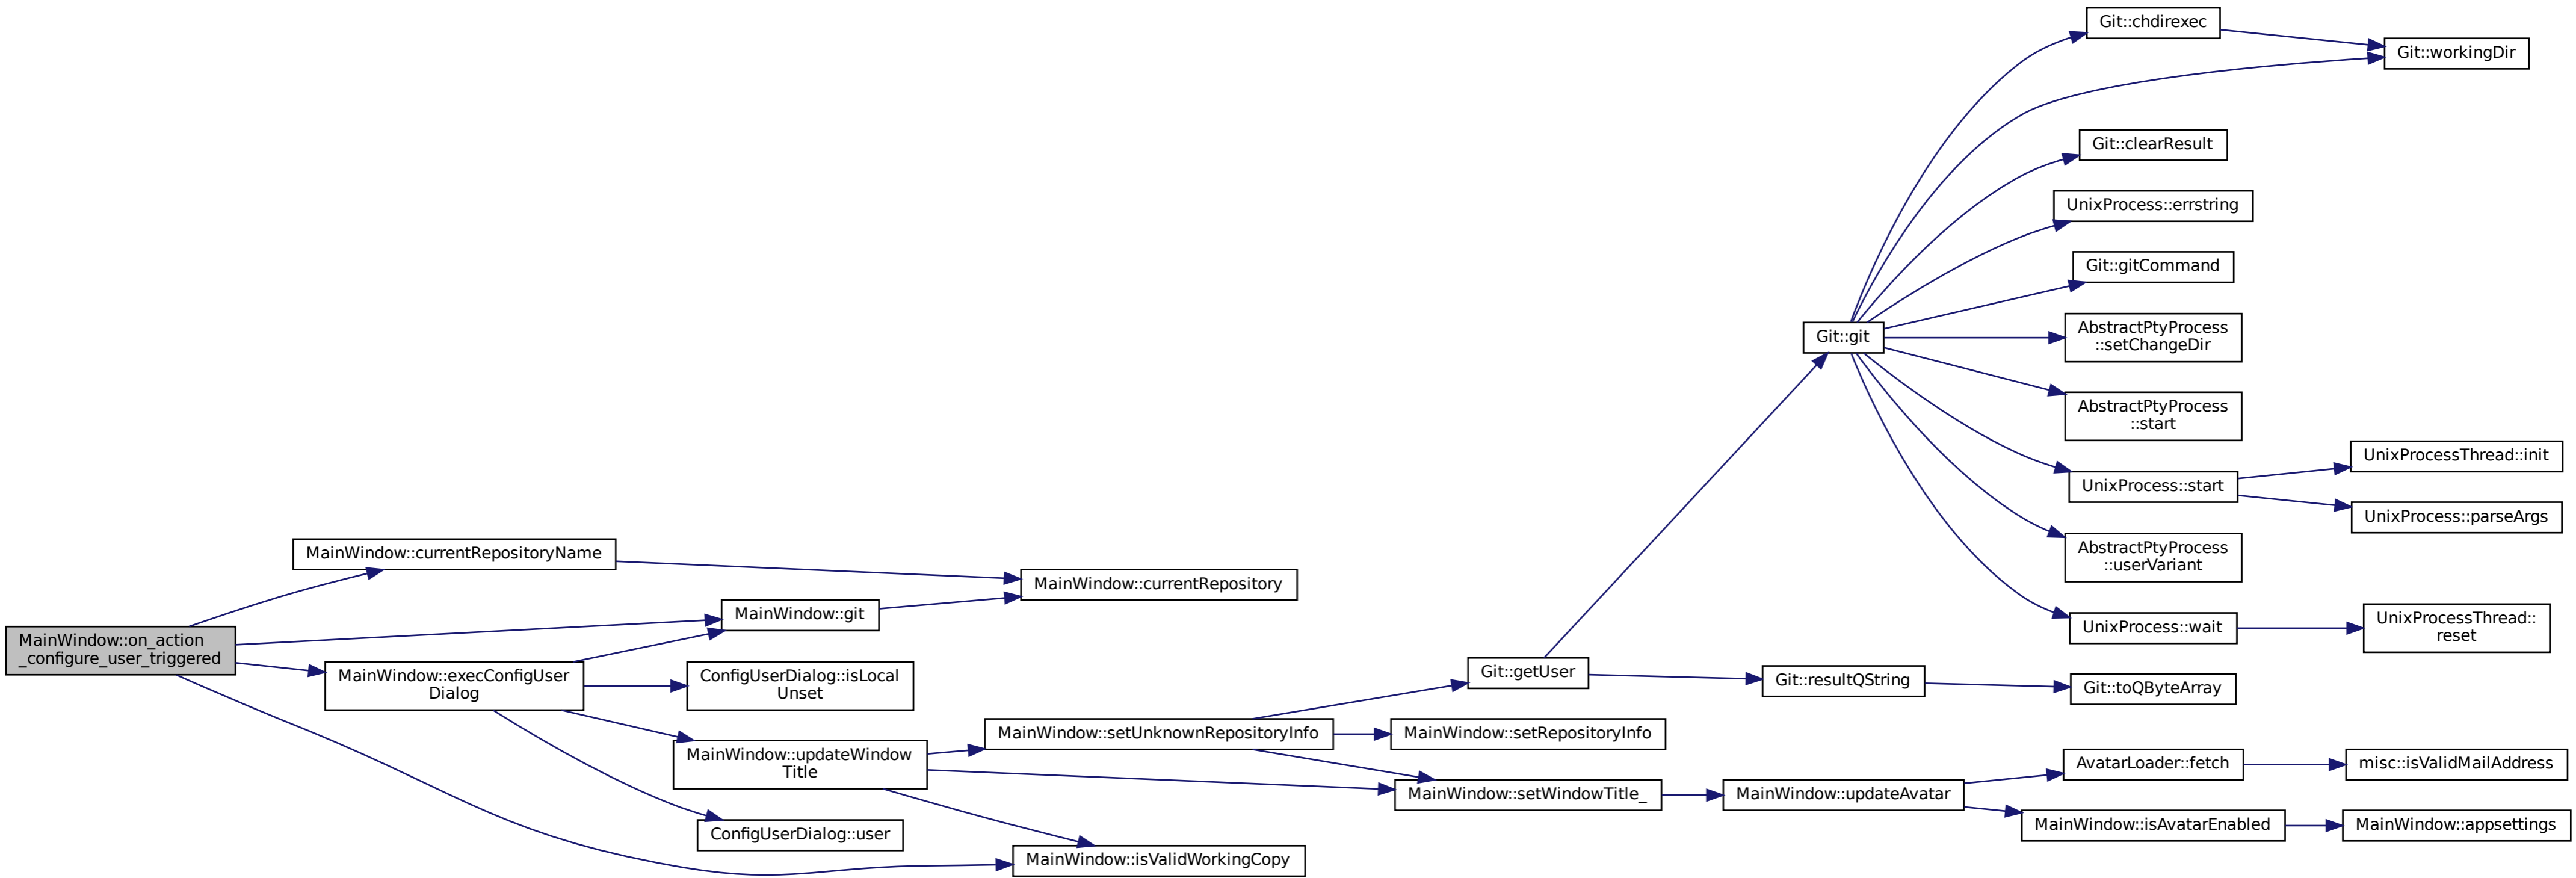 MainWindow::on_action
_configure_user_triggered
MainWindow::currentRepositoryName
MainWindow::currentRepository
MainWindow::git
MainWindow::execConfigUser
Dialog
ConfigUserDialog::isLocal
Unset
MainWindow::updateWindow
Title
ConfigUserDialog::user
MainWindow::isValidWorkingCopy
MainWindow::setUnknownRepositoryInfo
MainWindow::setRepositoryInfo
MainWindow::setWindowTitle_
Git::getUser
Git::git
Git::resultQString
Git::toQByteArray
MainWindow::updateAvatar
AvatarLoader::fetch
misc::isValidMailAddress
MainWindow::isAvatarEnabled
MainWindow::appsettings
Git::chdirexec
Git::workingDir
Git::clearResult
UnixProcess::errstring
Git::gitCommand
AbstractPtyProcess
::setChangeDir
AbstractPtyProcess
::start
UnixProcess::start
UnixProcessThread::init
UnixProcess::parseArgs
AbstractPtyProcess
::userVariant
UnixProcess::wait
UnixProcessThread::
reset